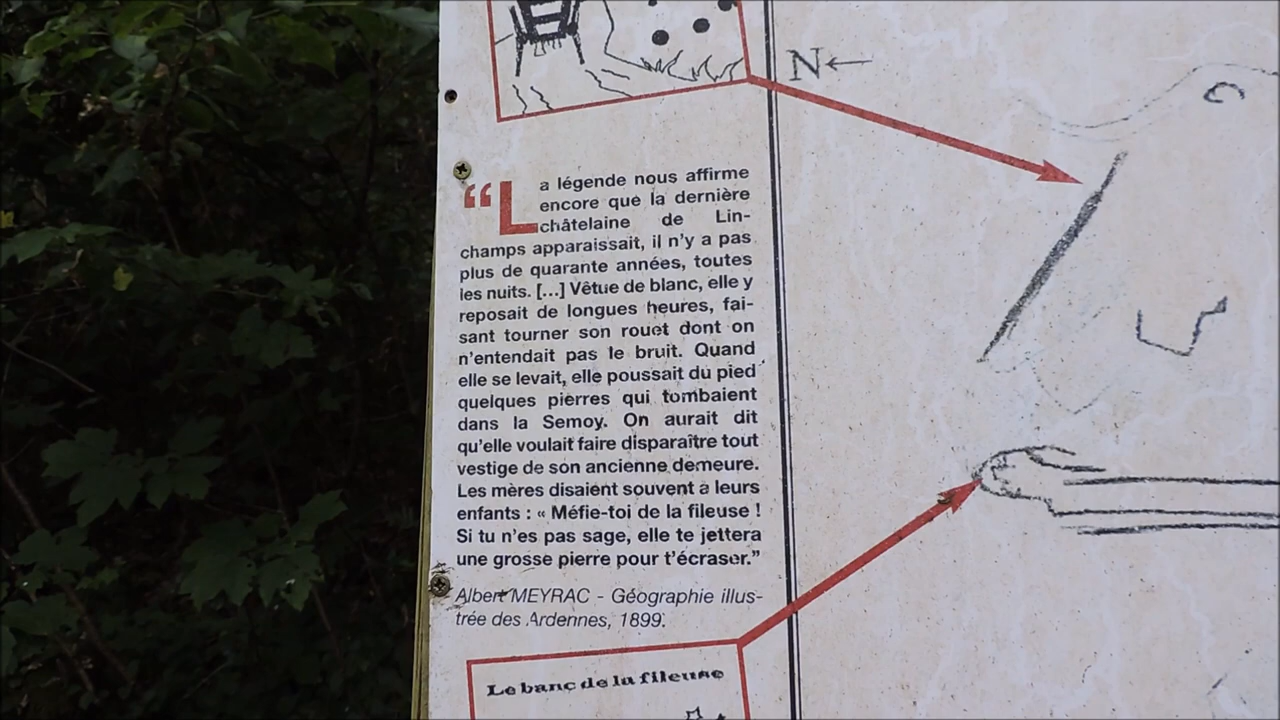 N←
“La légende nous affirme
encore que la dernière
châtelaine de Lin-
champs apparaissait, il n'y a pas
plus de quarante années, toutes
les nuits. [...] Vêtue de blanc, elle y
reposait de longues heures, fai-
sant tourner son rouet dont on
n'entendait pas le bruit. Quand
elle se levait, elle poussait du pied
quelques pierres qui tombaient
dans la Semoy. On aurait dit
qu'elle voulait faire disparaître tout
vestige de son ancienne demeure.
Les mères disaient souvent à leurs
enfants : « Méfie-toi de la fileuse !
Si tu n'es pas sage, elle te jettera
une grosse pierre pour t'écraser.”
Albert MEYRAC - Géographie illus-
trée des Ardennes, 1899.
Le banc de la fileuse